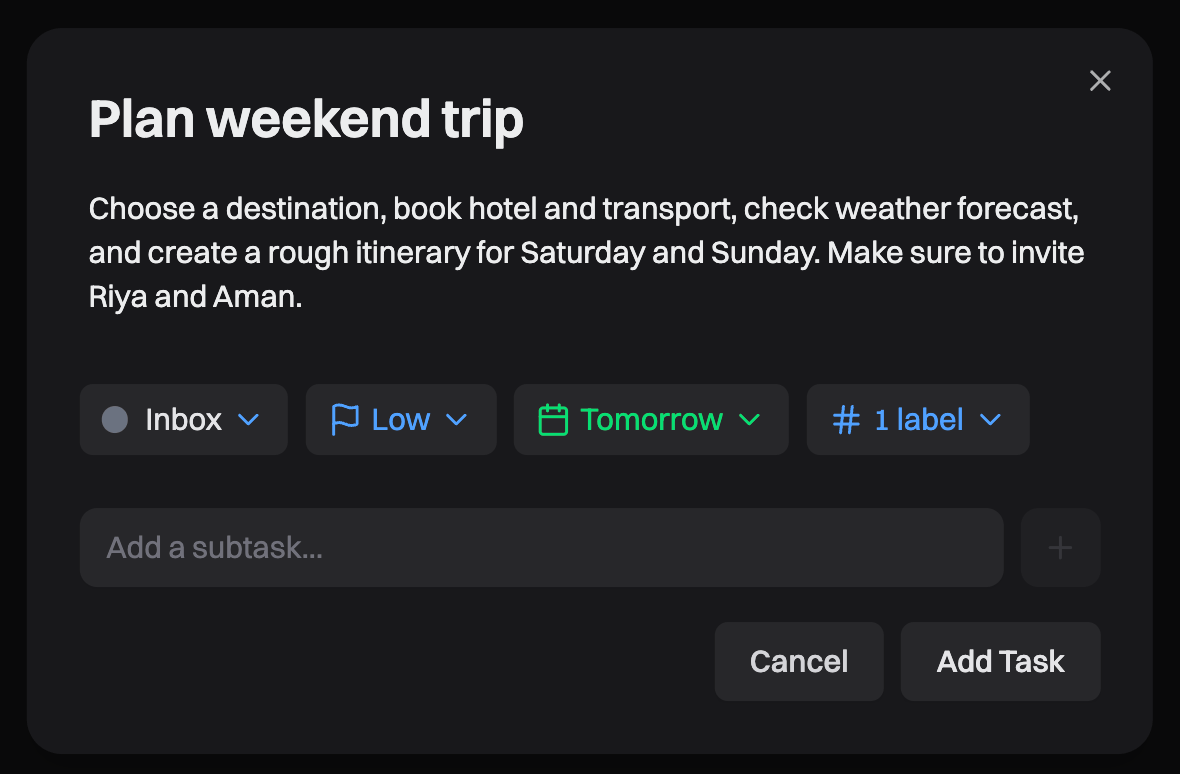 Plan weekend trip
Choose a destination, book hotel and transport, check weather forecast,
and create a rough itinerary for Saturday and Sunday. Make sure to invite
Riya and Aman.
Inbox Low Tomorrow # 1 label
Add a subtask...
Cancel Add Task